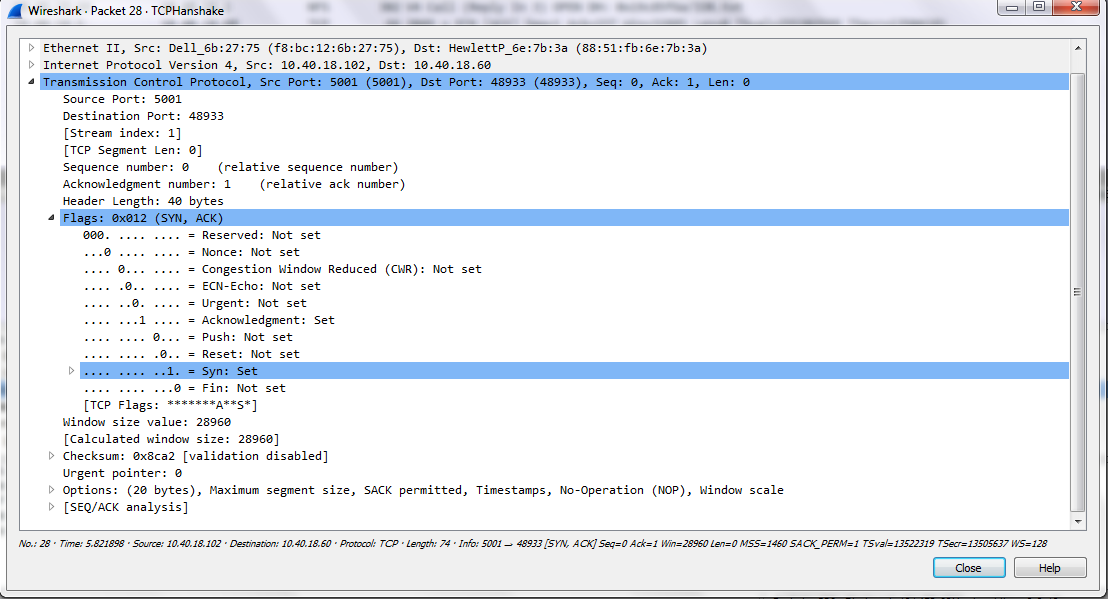 Wireshark · Packet 28 · TCPHanshake
Ethernet II, Src: Dell_6b:27:75 (f8:bc:12:6b:27:75), Dst: HewlettP_6e:7b:3a (88:51:fb:6e:7b:3a)
Internet Protocol Version 4, Src: 10.40.18.102, Dst: 10.40.18.60
Transmission Control Protocol, Src Port: 5001 (5001), Dst Port: 48933 (48933), Seq: 0, Ack: 1, Len: 0
Source Port: 5001
Destination Port: 48933
[Stream index: 1]
[TCP Segment Len: 0]
Sequence number: 0    (relative sequence number)
Acknowledgment number: 1    (relative ack number)
Header Length: 40 bytes
Flags: 0x012 (SYN, ACK)
000. .... .... = Reserved: Not set
...0 .... .... = Nonce: Not set
.... 0... .... = Congestion Window Reduced (CWR): Not set
.... .0.. .... = ECN-Echo: Not set
.... ..0. .... = Urgent: Not set
.... ...1 .... = Acknowledgment: Set
.... .... 0... = Push: Not set
.... .... .0.. = Reset: Not set
.... .... ..1. = Syn: Set
.... .... ...0 = Fin: Not set
[TCP Flags: *******A**S*]
Window size value: 28960
[Calculated window size: 28960]
Checksum: 0x8ca2 [validation disabled]
Urgent pointer: 0
Options: (20 bytes), Maximum segment size, SACK permitted, Timestamps, No-Operation (NOP), Window scale
[SEQ/ACK analysis]
No.: 28 · Time: 5.821898 · Source: 10.40.18.102 · Destination: 10.40.18.60 · Protocol: TCP · Length: 74 · Info: 5001 → 48933 [SYN, ACK] Seq=0 Ack=1 Win=28960 Len=0 MSS=1460 SACK_PERM=1 TSval=13522319 TSecr=13505637 WS=128
Close
Help